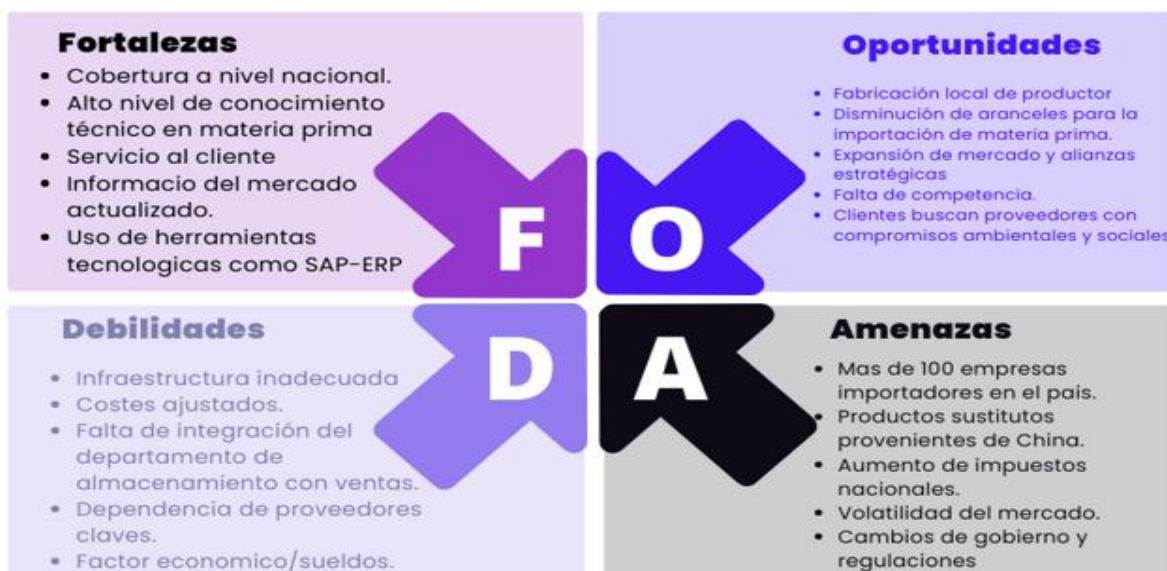 Fortalezas
• Cobertura a nivel nacional.
• Alto nivel de conocimiento
técnico en materia prima
• Servicio al cliente
• Informacio del mercado
actualizado.
• Uso de herramientas
tecnologicas como SAP-ERP
Oportunidades
• Fabricación local de productor
• Disminución de aranceles para la
importación de materia prima.
• Expansión de mercado y alianzas
estratégicas
• Falta de competencia.
• Clientes buscan proveedores con
compromisos ambientales y sociales
F
O
D
A
Debilidades
• Infraestructura inadecuada
• Costes ajustados.
• Falta de integración del
departamento de
almacenamiento con ventas.
• Dependencia de proveedores
claves.
• Factor economico/sueldos.
Amenazas
• Mas de 100 empresas
importadores en el pais.
• Productos sustitutos
provenientes de China.
• Aumento de impuestos
nacionales.
• Volatilidad del mercado.
• Cambios de gobierno y
regulaciones